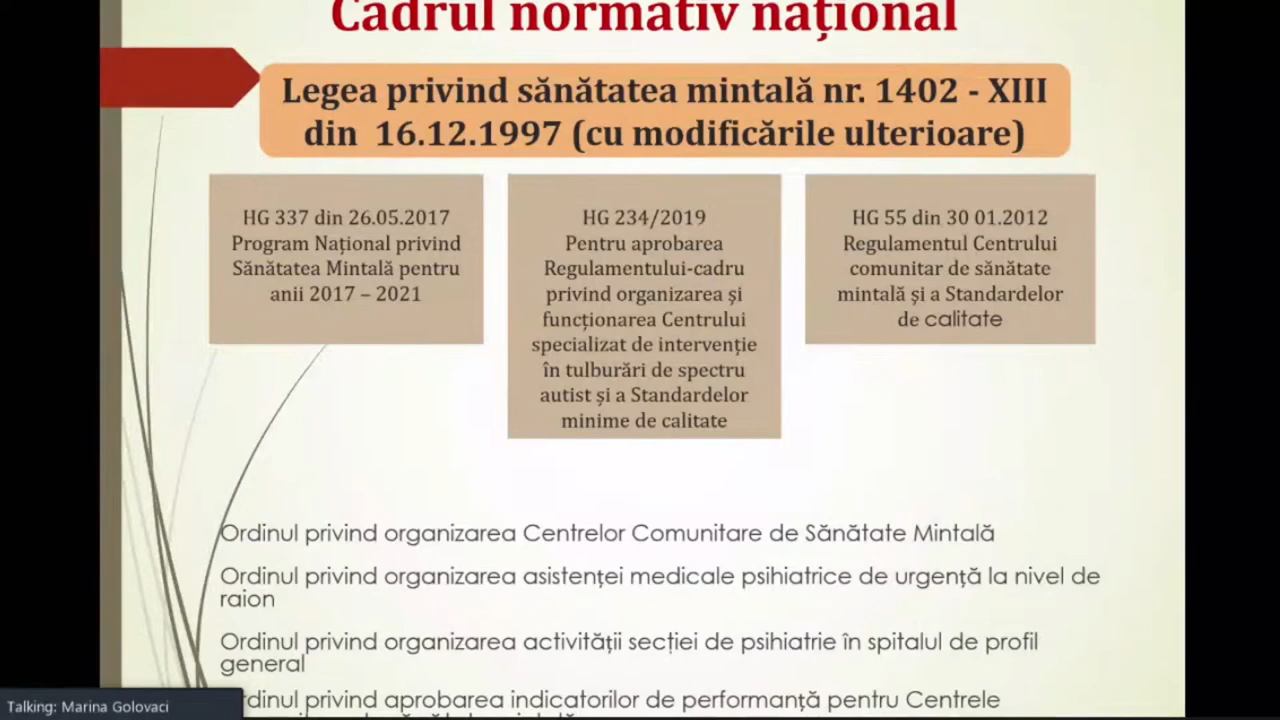 Cadrul normativ național
Legea privind sănătatea mintală nr. 1402 - XIII
din 16.12.1997 (cu modificările ulterioare)
HG 337 din 26.05.2017
Program Național privind
Sănătatea Mintală pentru
anii 2017 – 2021
HG 234/2019
Pentru aprobarea
Regulamentului-cadru
privind organizarea şi
funcționarea Centrului
specializat de intervenție
în tulburări de spectru
autist şi a Standardelor
minime de calitate
HG 55 din 30 01.2012
Regulamentul Centrului
comunitar de sănătate
mintală şi a Standardelor
de calitate
Ordinul privind organizarea Centrelor Comunitare de Sănătate Mintală
Ordinul privind organizarea asistenței medicale psihiatrice de urgență la nivel de
raion
Ordinul privind organizarea activității secției de psihiatrie în spitalul de profil
general
rdinul privind aprobarea indicatorilor de performanță pentru Centrele
Talking: Marina Golovaci